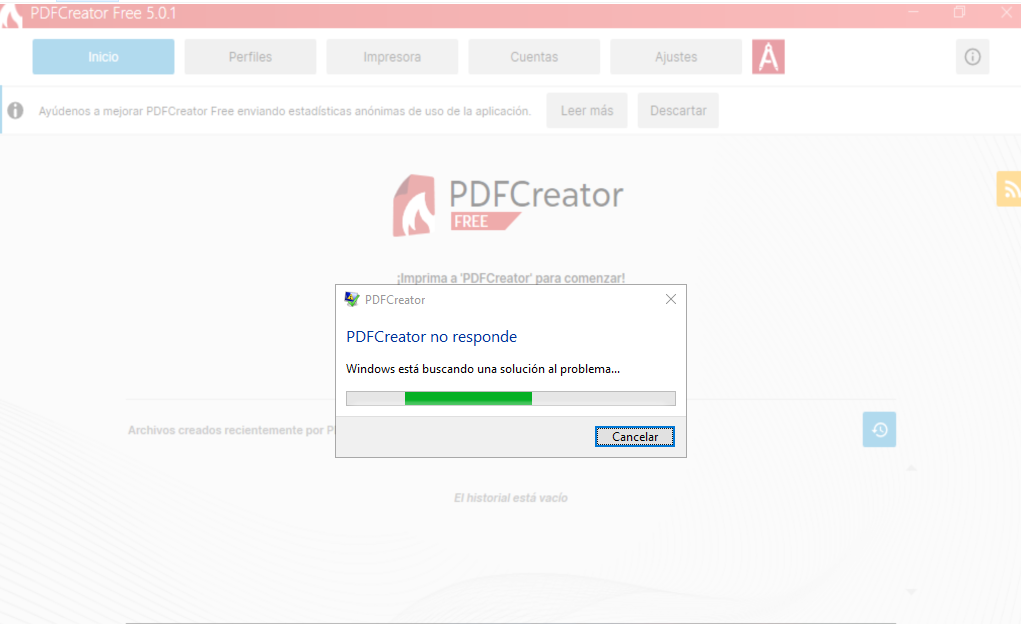 PDFCreator Free 5.0.1
Inicio Perfiles Impresora Cuentas Ajustes
Ayúdenos a mejorar PDFCreator Free enviando estadísticas anónimas de uso de la aplicación. Leer más Descartar
PDFCreator
FREE
¡Imprima a 'PDFCreator' para comenzar!
PDFCreator
PDFCreator no responde
Windows está buscando una solución al problema...
Cancelar
Archivos creados recientemente por
El historial está vacío